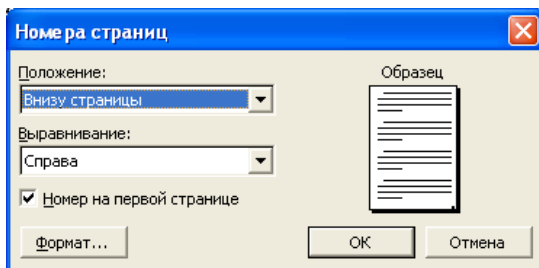 Номера страниц
Положение:
Образец
Внизу страницы
Выравнивание:
Справа
Номер на первой странице
Формат...
ОК
Отмена